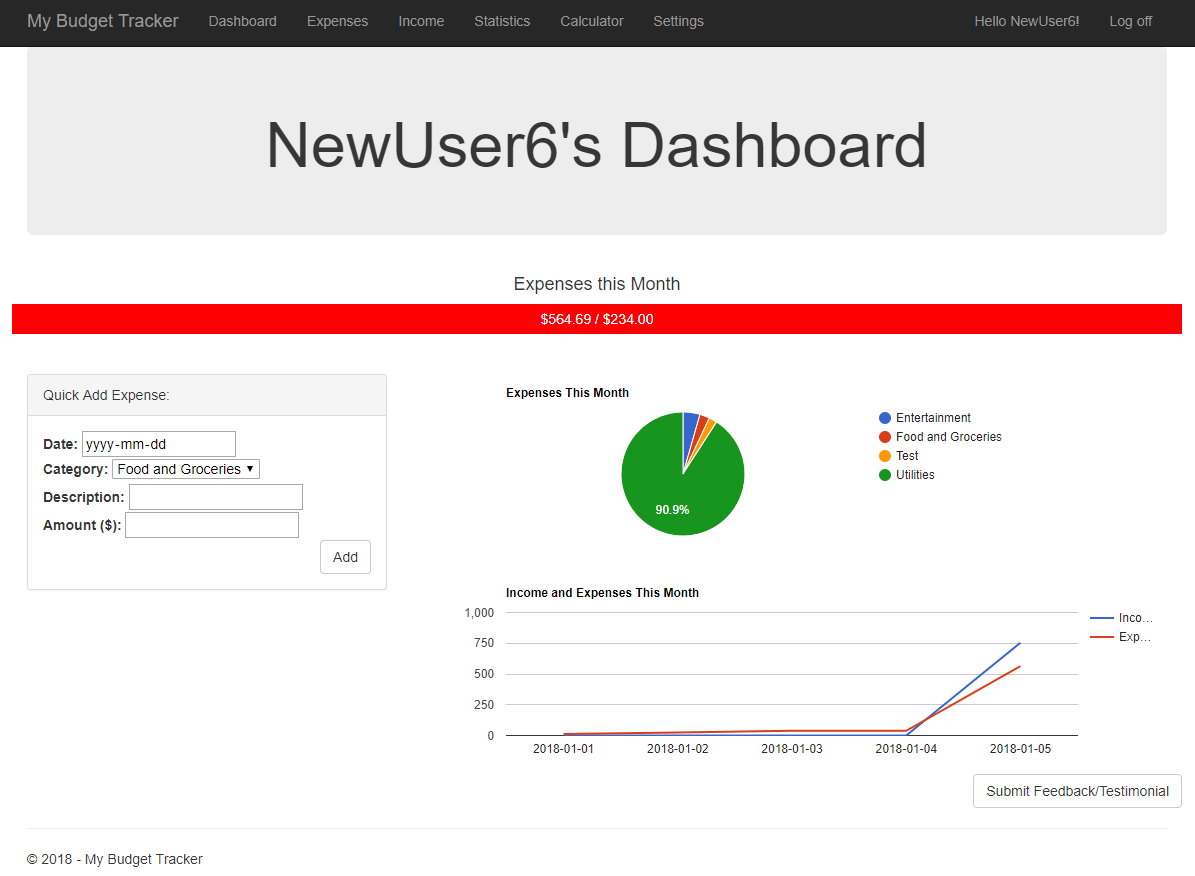 My Budget Tracker Dashboard Expenses Income Statistics Calculator Settings Hello NewUser6! Log off
NewUser6's Dashboard
Expenses this Month
$564.69 / $234.00
Quick Add Expense:
Date: yyyy-mm-dd
Category: Food and Groceries
Description:
Amount ($):
Add
Expenses This Month
90.9%
Entertainment
Food and Groceries
Test
Utilities
Income and Expenses This Month
1,000
750
500
250
0
2018-01-01 2018-01-02 2018-01-03 2018-01-04 2018-01-05
Inco...
Exp...
Submit Feedback/Testimonial
© 2018 - My Budget Tracker